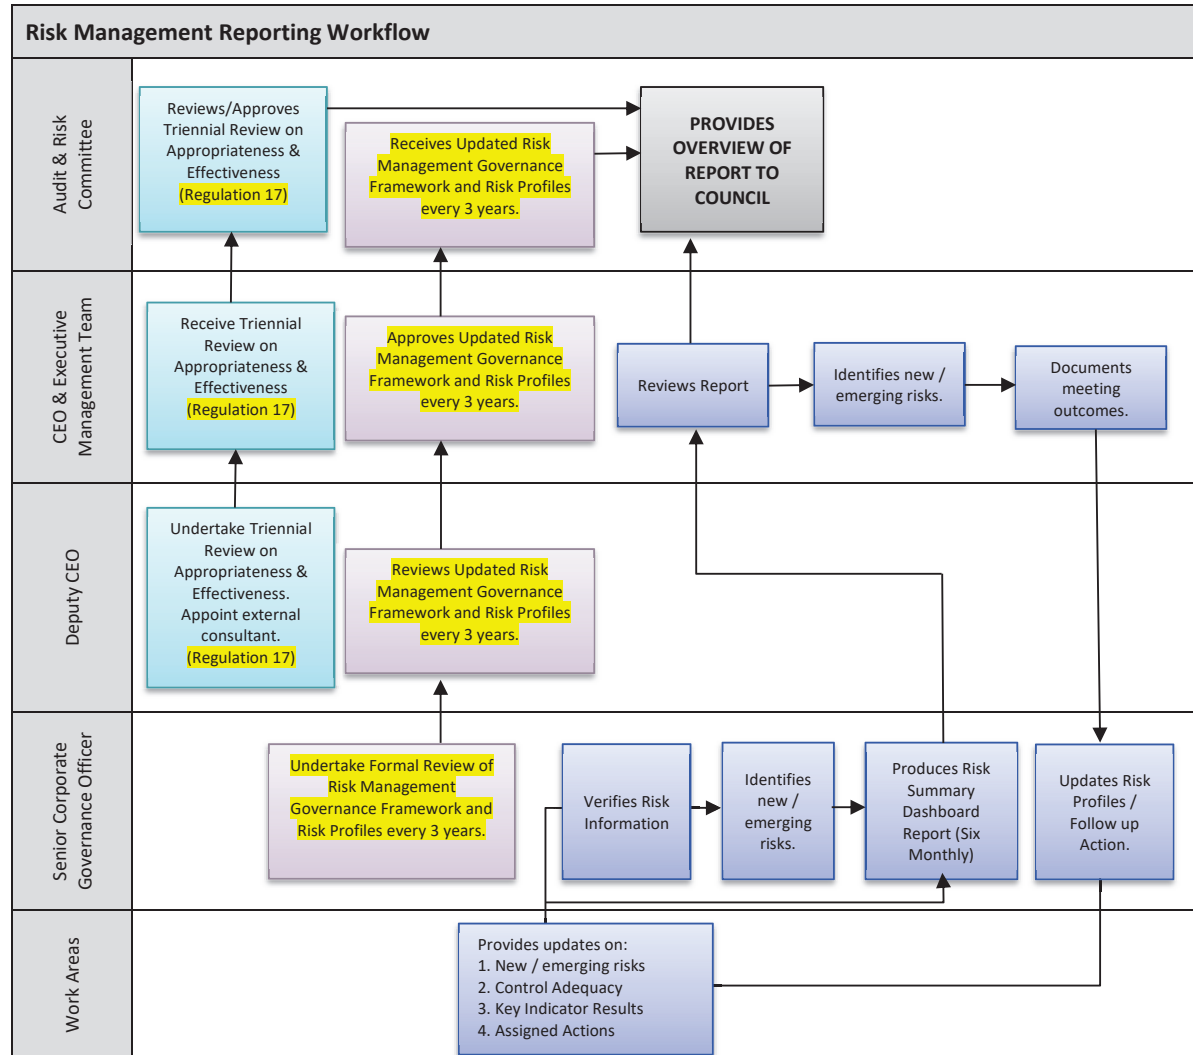 Risk Management Reporting Workflow
Audit & Risk
Committee
Reviews/Approves
Triennial Review on
Appropriateness &
Effectiveness
(Regulation 17)
Receives Updated Risk
Management Governance
Framework and Risk Profiles
every 3 years.
PROVIDES
OVERVIEW OF
REPORT TO
COUNCIL
CEO & Executive
Management Team
Receive Triennial
Review on
Appropriateness &
Effectiveness
(Regulation 17)
Approves Updated Risk
Management Governance
Framework and Risk Profiles
every 3 years.
Reviews Report
Identifies new /
emerging risks.
Documents
meeting
outcomes.
Deputy CEO
Undertake Triennial
Review on
Appropriateness &
Effectiveness.
Appoint external
consultant.
(Regulation 17)
Reviews Updated Risk
Management Governance
Framework and Risk Profiles
every 3 years.
Senior Corporate
Governance Officer
Undertake Formal Review of
Risk Management
Governance Framework and
Risk Profiles every 3 years.
Verifies Risk
Information
Identifies
new /
emerging
risks.
Produces Risk
Summary
Dashboard
Report (Six
Monthly)
Updates Risk
Profiles /
Follow up
Action.
Work Areas
Provides updates on:
1. New / emerging risks
2. Control Adequacy
3. Key Indicator Results
4. Assigned Actions